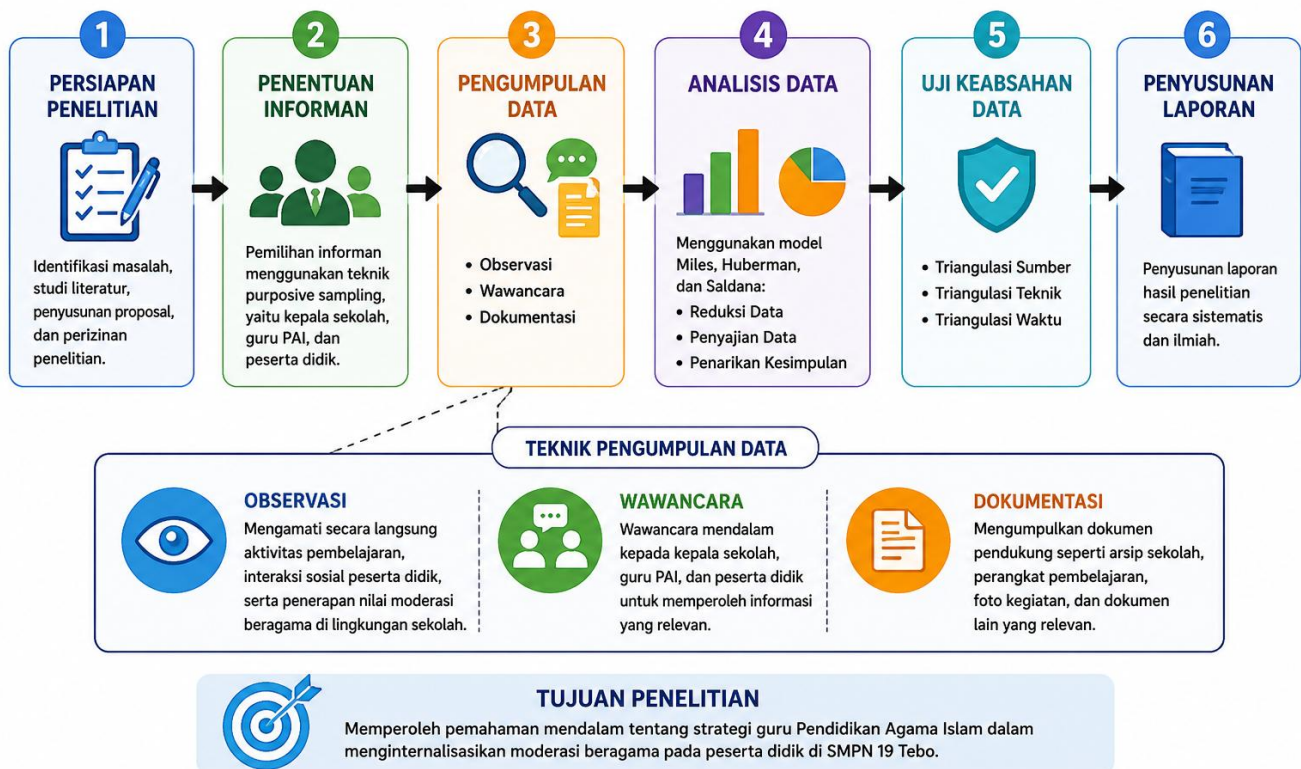 1
PERSIAPAN
PENELITIAN
Identifikasi masalah,
studi literatur,
penyusunan proposal,
dan perizinan
penelitian.
2
PENENTUAN
INFORMAN
Pemilihan informan
menggunakan teknik
purposive sampling,
yaitu kepala sekolah,
guru PAI, dan
peserta didik.
3
PENGUMPULAN
DATA
• Observasi
• Wawancara
• Dokumentasi
4
ANALISIS DATA
Menggunakan model
Miles, Huberman,
dan Saldana:
• Reduksi Data
• Penyajian Data
• Penarikan Kesimpulan
5
UJI KEABSAHAN
DATA
• Triangulasi Sumber
• Triangulasi Teknik
• Triangulasi Waktu
6
PENYUSUNAN
LAPORAN
Penyusunan laporan
hasil penelitian
secara sistematis
dan ilmiah.
TEKNIK PENGUMPULAN DATA
OBSERVASI
Mengamati secara langsung
aktivitas pembelajaran,
interaksi sosial peserta didik,
serta penerapan nilai moderasi
beragama di lingkungan sekolah.
WAWANCARA
Wawancara mendalam
kepada kepala sekolah,
guru PAI, dan peserta didik
untuk memperoleh informasi
yang relevan.
DOKUMENTASI
Mengumpulkan dokumen
pendukung seperti arsip sekolah,
perangkat pembelajaran,
foto kegiatan, dan dokumen
lain yang relevan.
TUJUAN PENELITIAN
Memperoleh pemahaman mendalam tentang strategi guru Pendidikan Agama Islam dalam
menginternalisasikan moderasi beragama pada peserta didik di SMPN 19 Tebo.